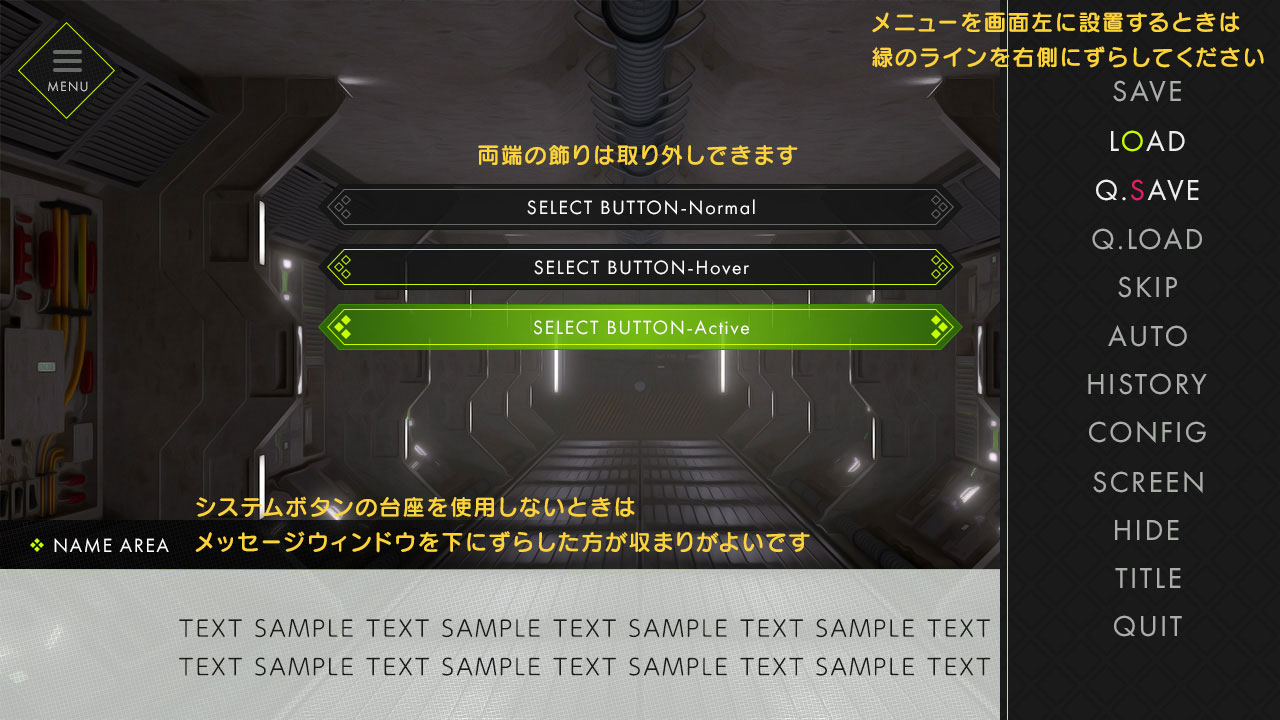 メニューを画面左に設置するときは
緑のラインを右側にずらしてください
MENU
両端の飾りは取り外しできます
SELECT BUTTON-Normal
SELECT BUTTON-Hover
SELECT BUTTON-Active
システムボタンの台座を使用しないときは
メッセージウィンドウを下にずらした方が収まりがよいです
NAME AREA
TEXT SAMPLE TEXT SAMPLE TEXT SAMPLE TEXT SAMPLE TEXT
TEXT SAMPLE TEXT SAMPLE TEXT SAMPLE TEXT SAMPLE TEXT
SAVE
LOAD
Q.SAVE
Q.LOAD
SKIP
AUTO
HISTORY
CONFIG
SCREEN
HIDE
TITLE
QUIT